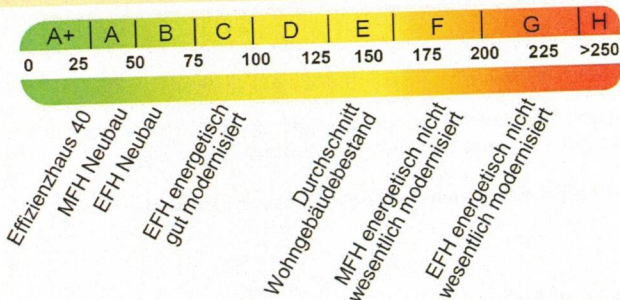 A+ A B C D E F G H
0 25 50 75 100 125 150 175 200 225 >250
Effizienzhaus 40
MFH Neubau
EFH Neubau
EFH energetisch
gut modernisiert
Durchschnitt
Wohngebäudebestand
MFH energetisch nicht
wesentlich modernisiert
EFH energetisch nicht
wesentlich modernisiert